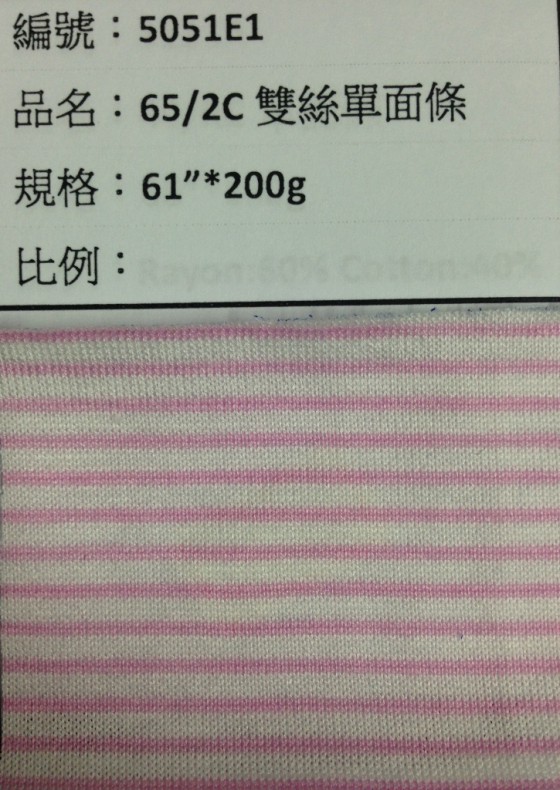 編號：5051E1
品名：65/2C 雙絲單面條
規格：61”*200g
比例：Rayon:60% Cotton:40%